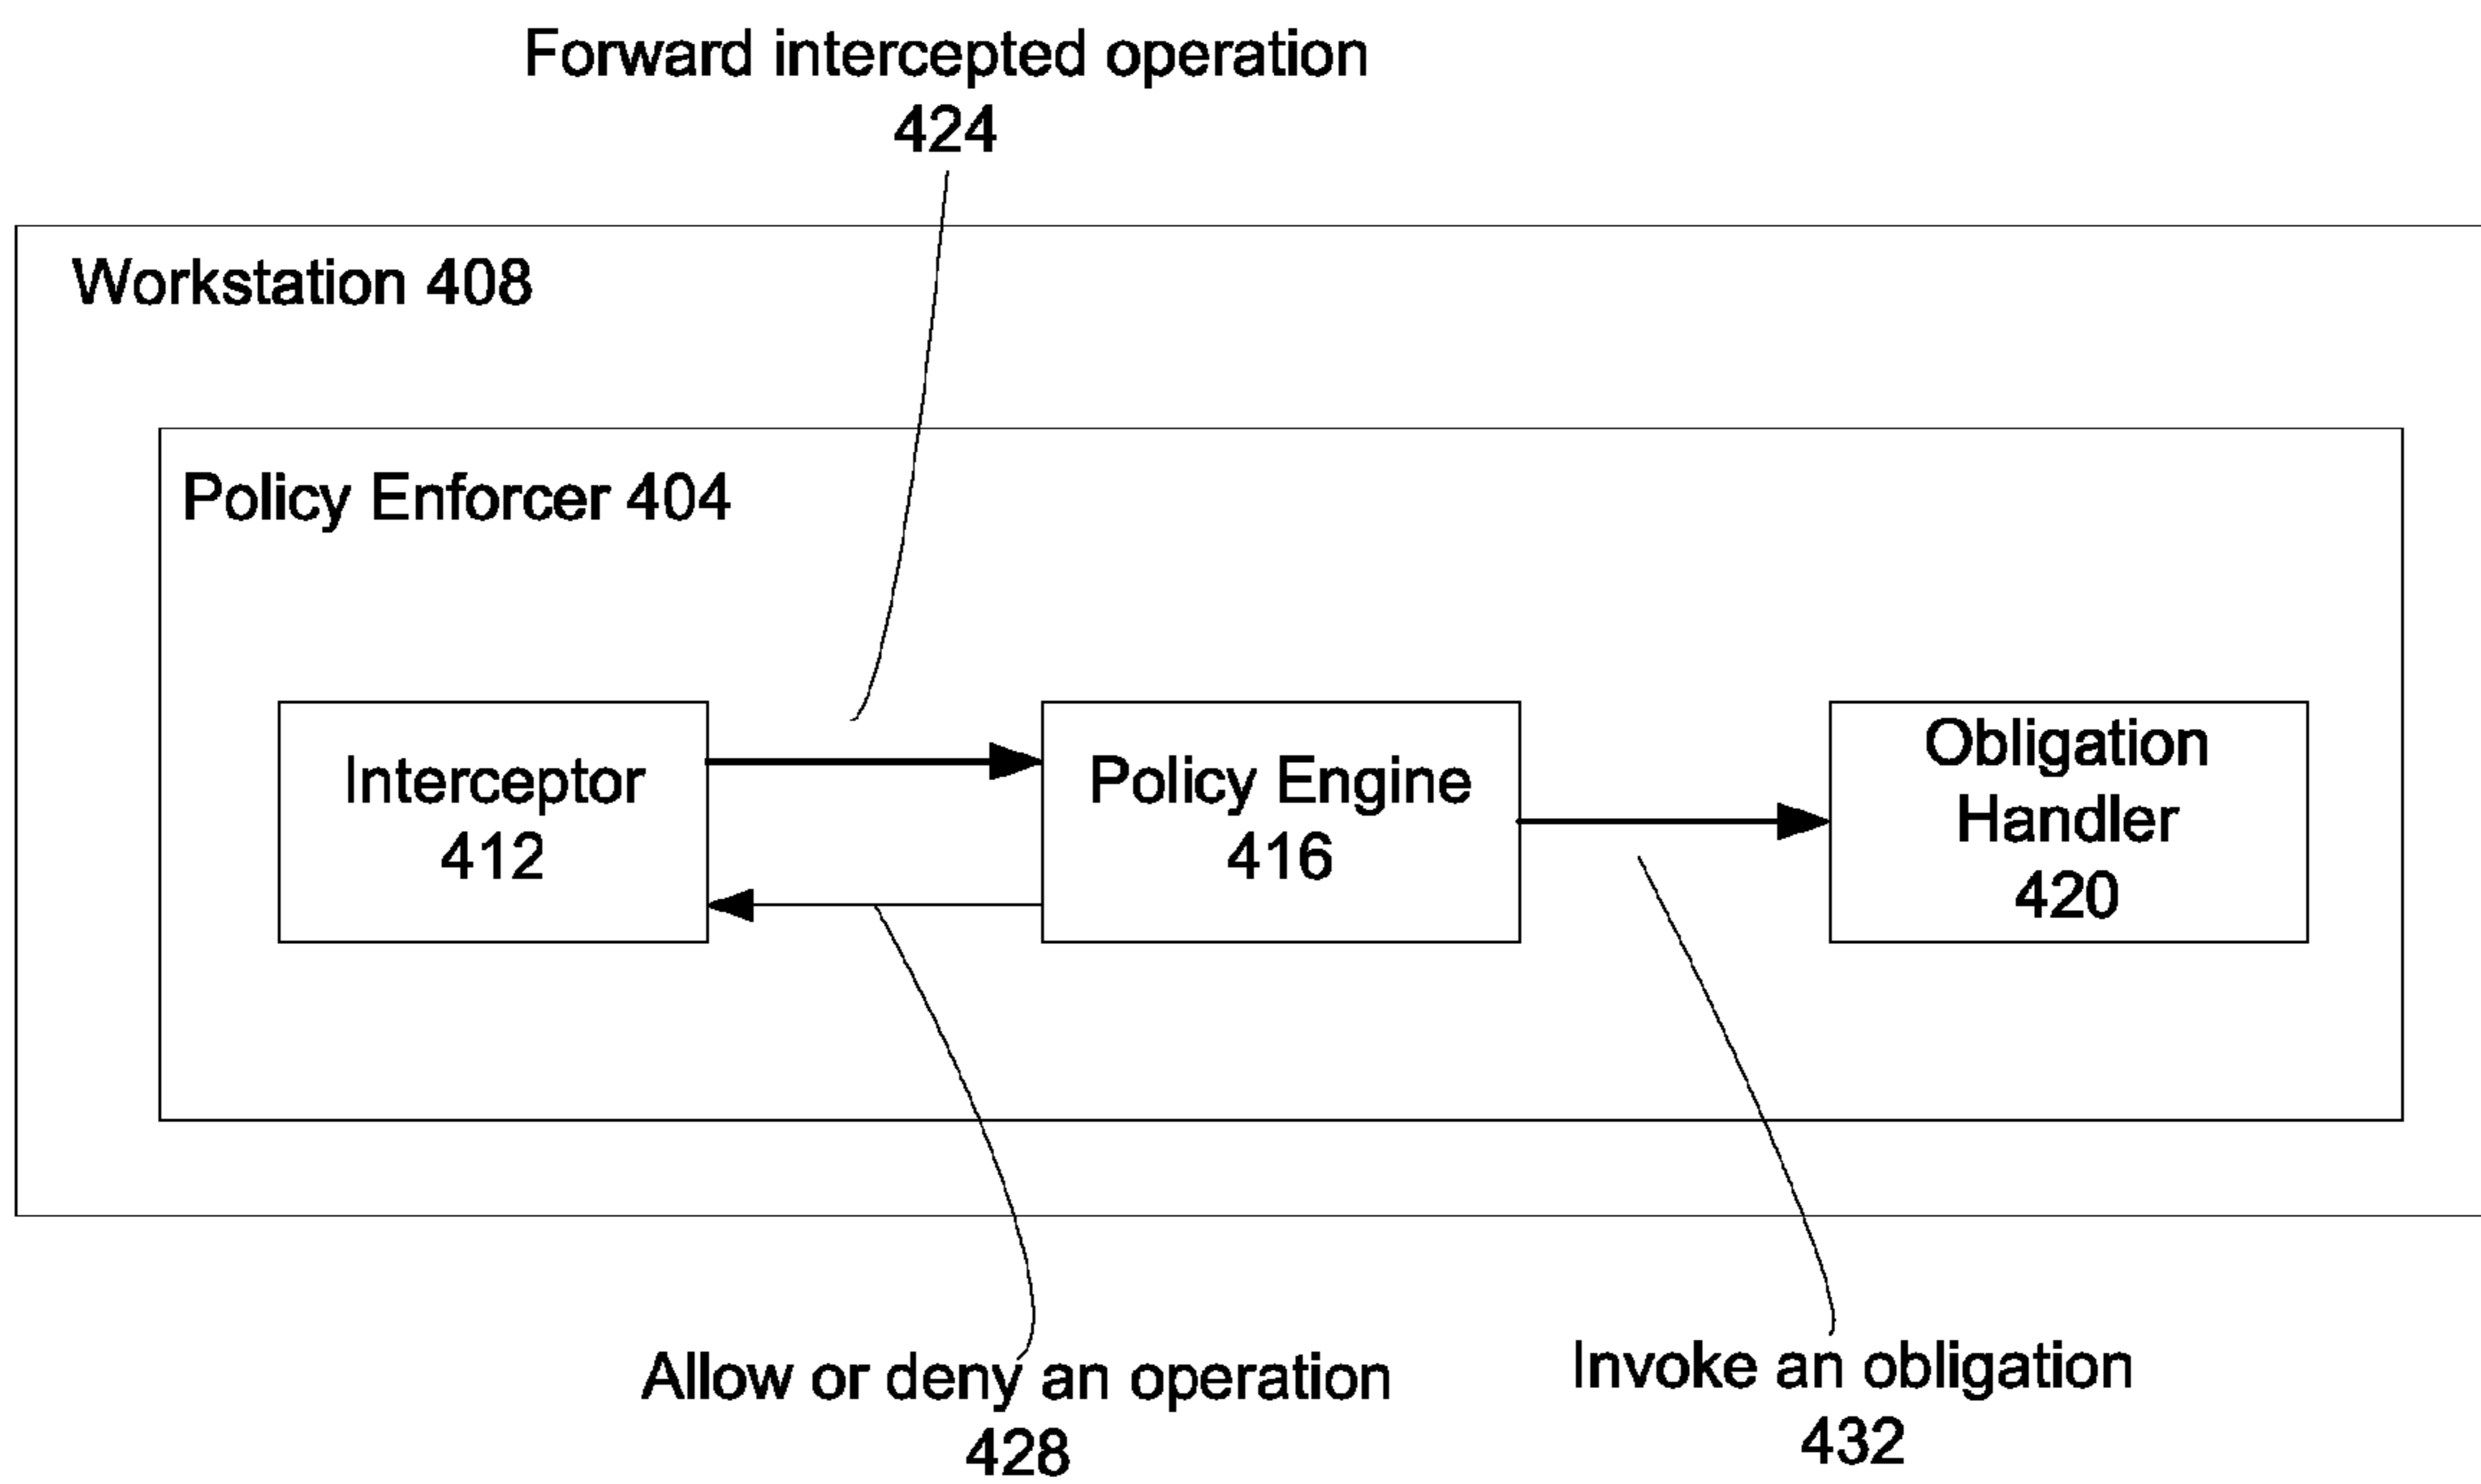 Forward intercepted operation
424
Workstation 408
Policy Enforcer 404
Interceptor
412
Policy Engine
416
Obligation
Handler
420
Allow or deny an operation
428
Invoke an obligation
432